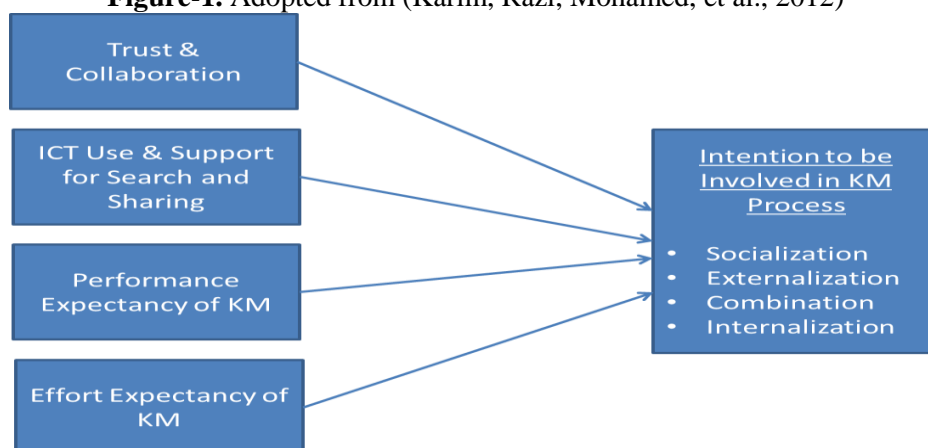 Figure-1. Adopted from (Karim, Razi, Mohamed, et al., 2012)
Trust &
Collaboration
ICT Use & Support
for Search and
Sharing
Performance
Expectancy of KM
Effort Expectancy of
KM
Intention to be
Involved in KM
Process
• Socialization
• Externalization
• Combination
• Internalization